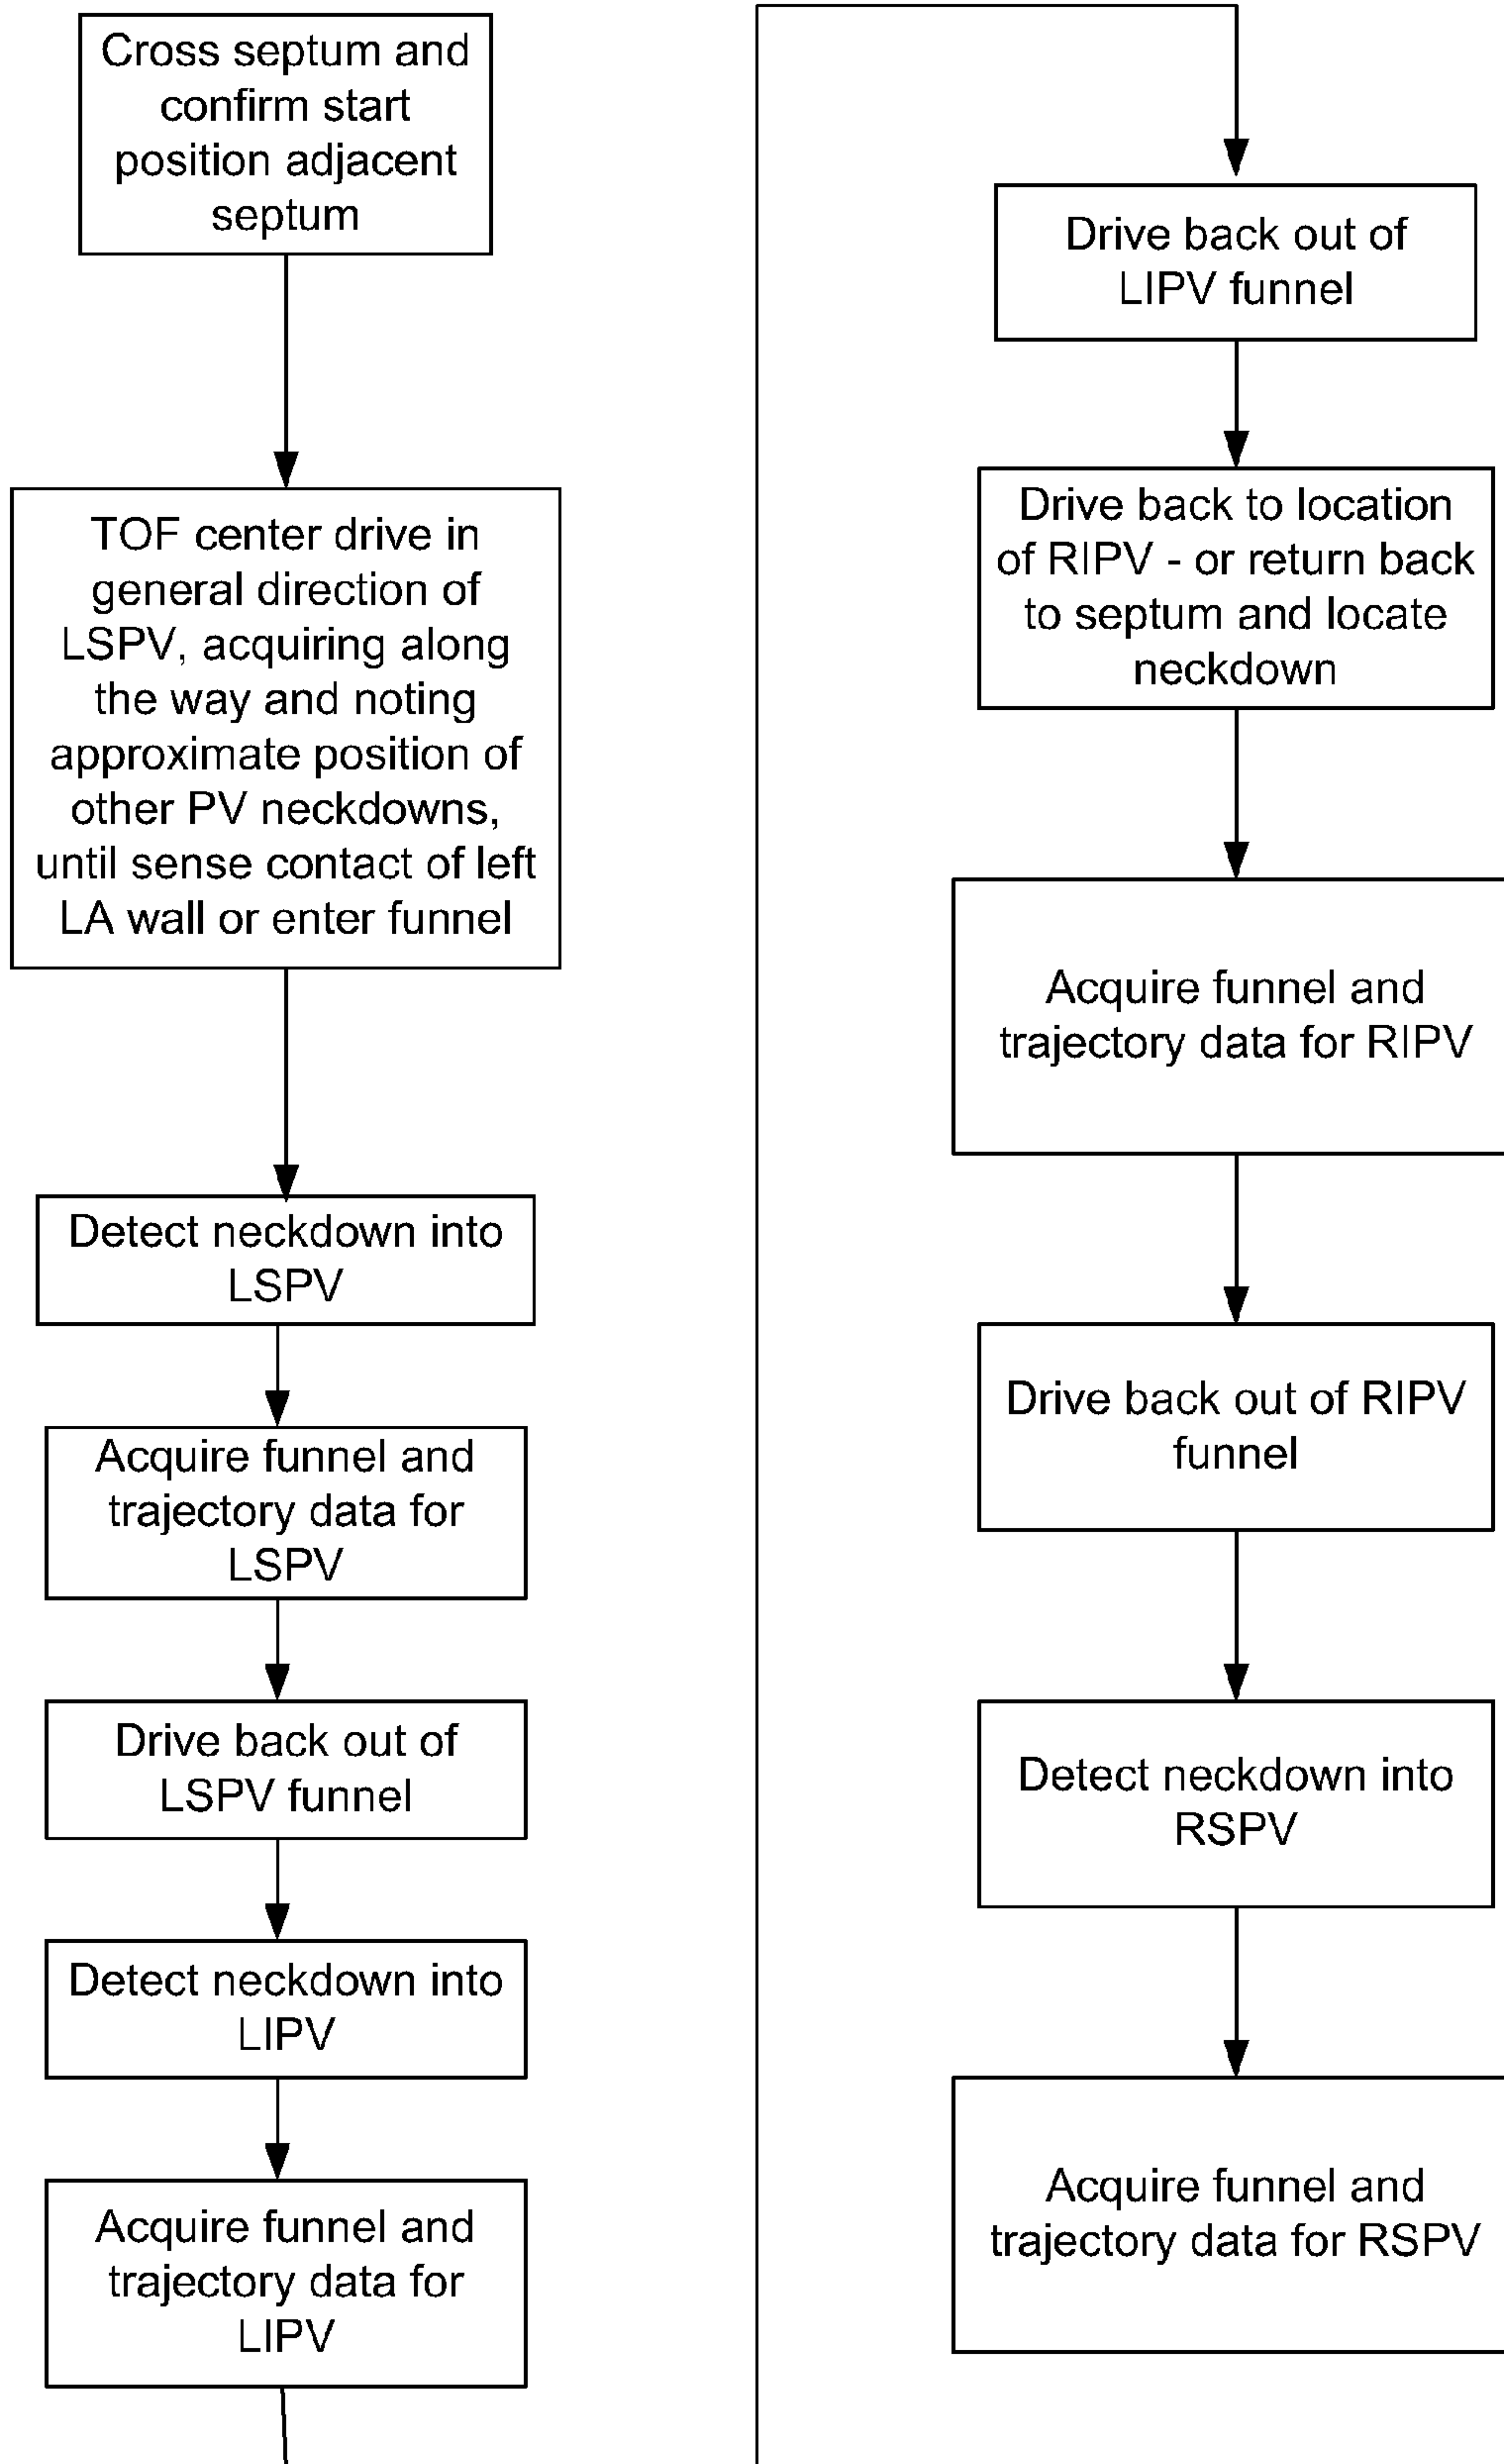 Cross septum and
confirm start
position adjacent
septum
TOF center drive in
general direction of
LSPV, acquiring along
the way and noting
approximate position of
other PV neckdowns,
until sense contact of left
LA wall or enter funnel
Detect neckdown into
LSPV
Acquire funnel and
trajectory data for
LSPV
Drive back out of
LSPV funnel
Detect neckdown into
LIPV
Acquire funnel and
trajectory data for
LIPV
Drive back out of
LIPV funnel
Drive back to location
of RIPV - or return back
to septum and locate
neckdown
Acquire funnel and
trajectory data for RIPV
Drive back out of RIPV
funnel
Detect neckdown into
RSPV
Acquire funnel and
trajectory data for RSPV